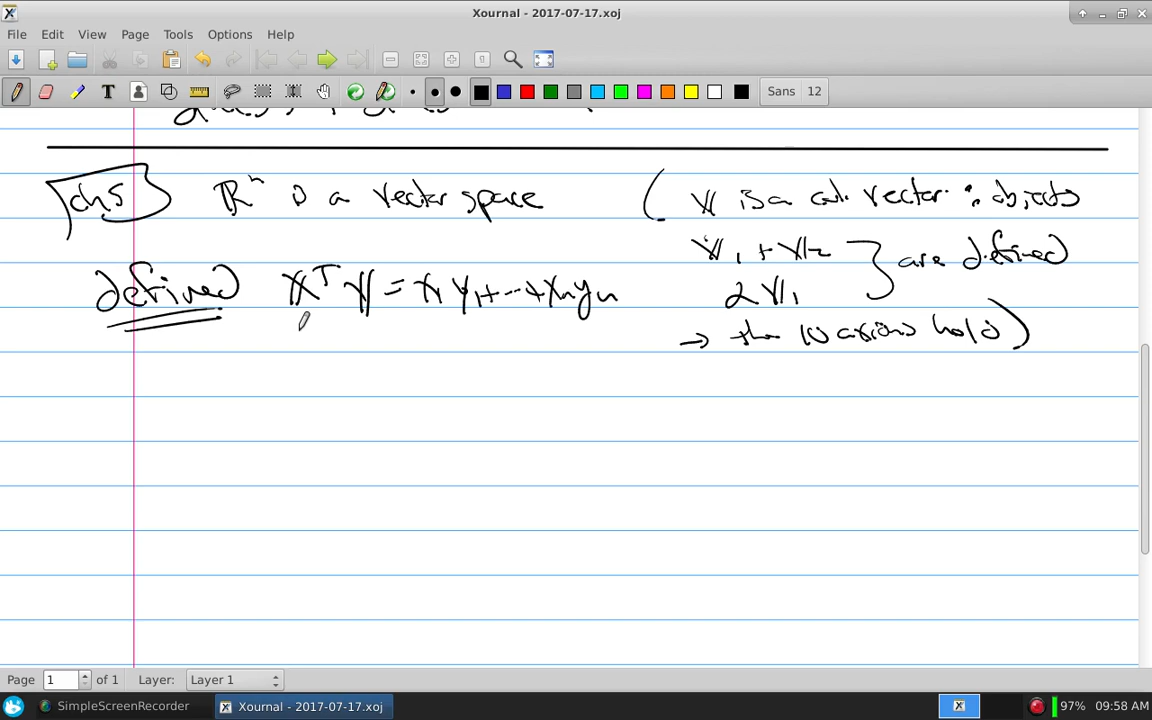 Xournal - 2017-07-17.xoj
File Edit View Page Tools Options Help
Sans 12
ch5 ℝⁿ is a vector space ( 𝕍 is a col. vector : objects
𝕍₁ + 𝕍₂ } are defined
defined 𝕏ᵀ𝕐 = x₁y₁+...+xₙyₙ α𝕍₁
→ the 10 axioms hold)
Page 1 of 1 Layer: Layer 1
SimpleScreenRecorder Xournal - 2017-07-17.xoj 97% 09:58 AM